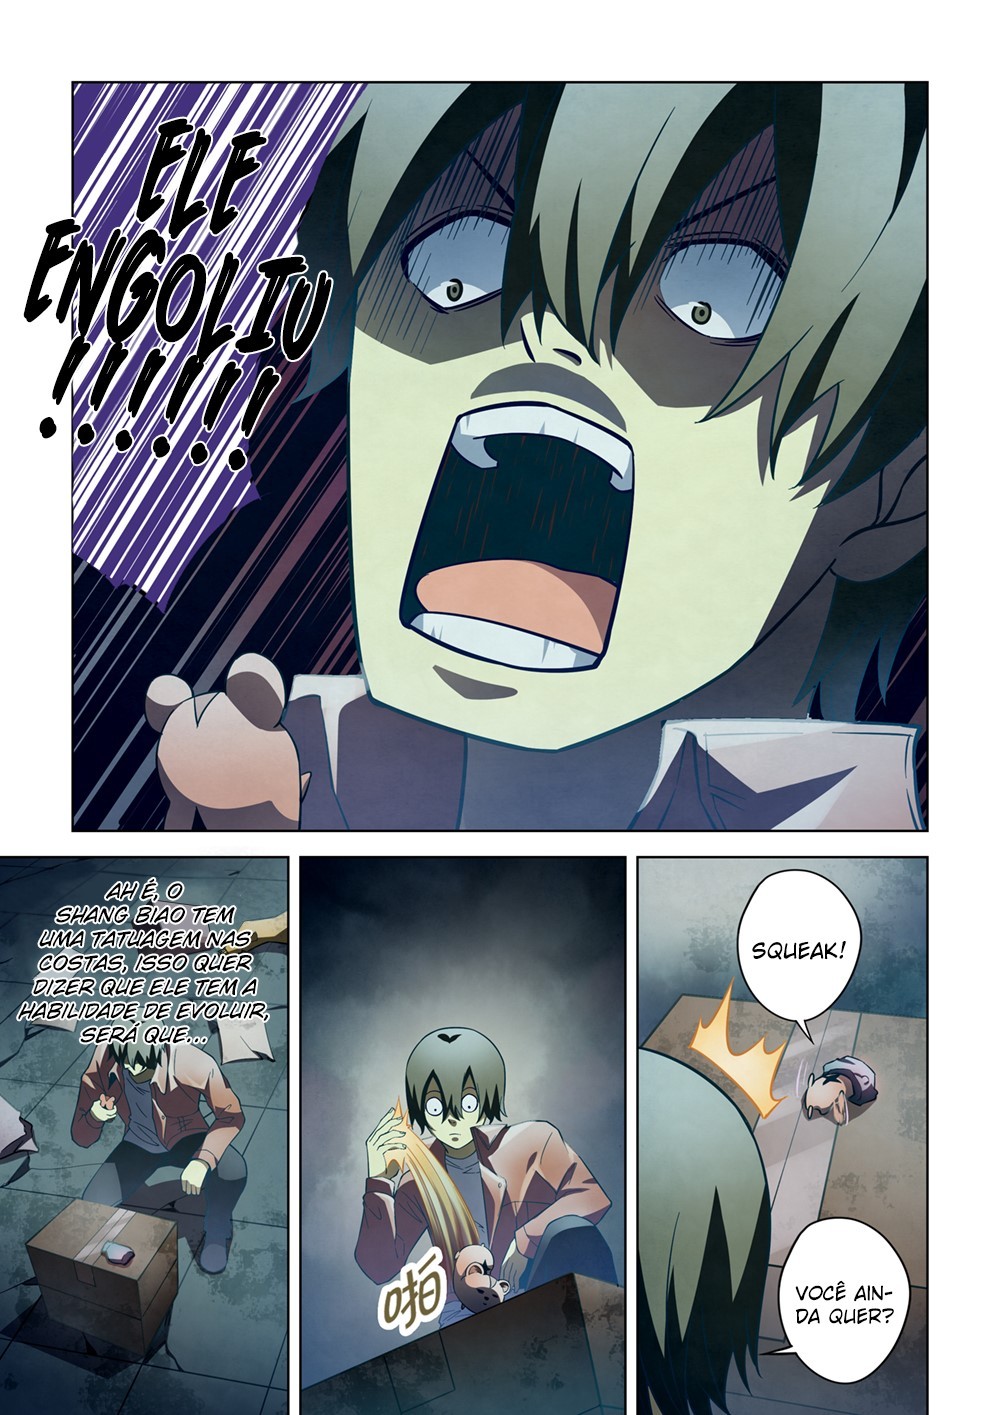 ELE
ENGOLIU
!!!!!!!
AH É, O
SHANG BIAO TEM
UMA TATUAGEM NAS
COSTAS, ISSO QUER
DIZER QUE ELE TEM A
HABILIDADE DE EVOLUIR,
SERÁ QUE...
啪
SQUEAK!
VOCÊ AIN-
DA QUER?